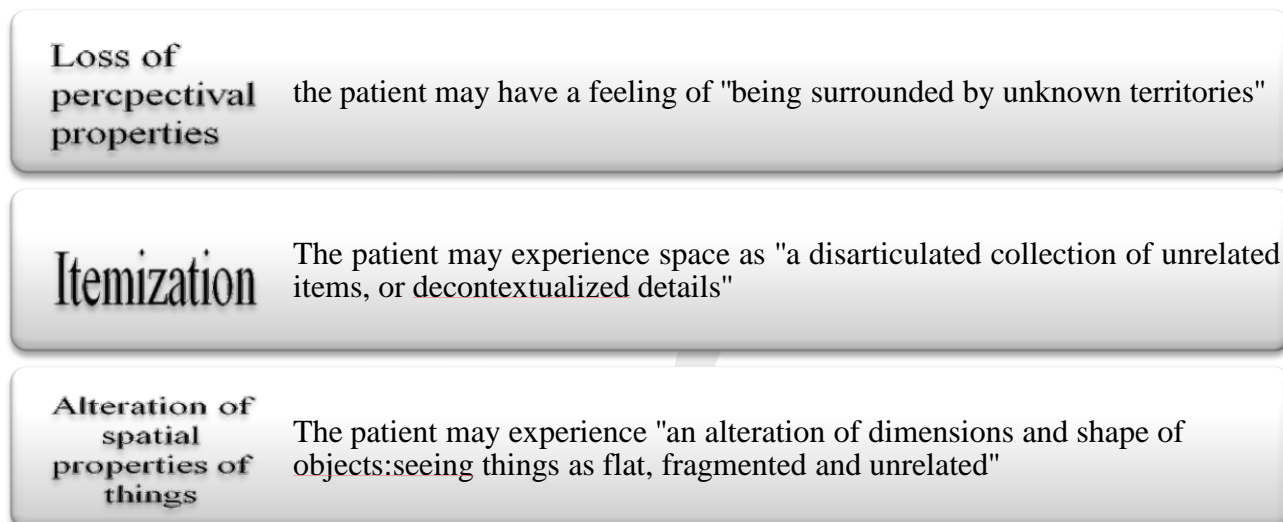 Loss of
percpectival
properties
the patient may have a feeling of "being surrounded by unknown territories"
Itemization
The patient may experience space as "a disarticulated collection of unrelated
items, or decontextualized details"
Alteration of
spatial
properties of
things
The patient may experience "an alteration of dimensions and shape of
objects:seeing things as flat, fragmented and unrelated"